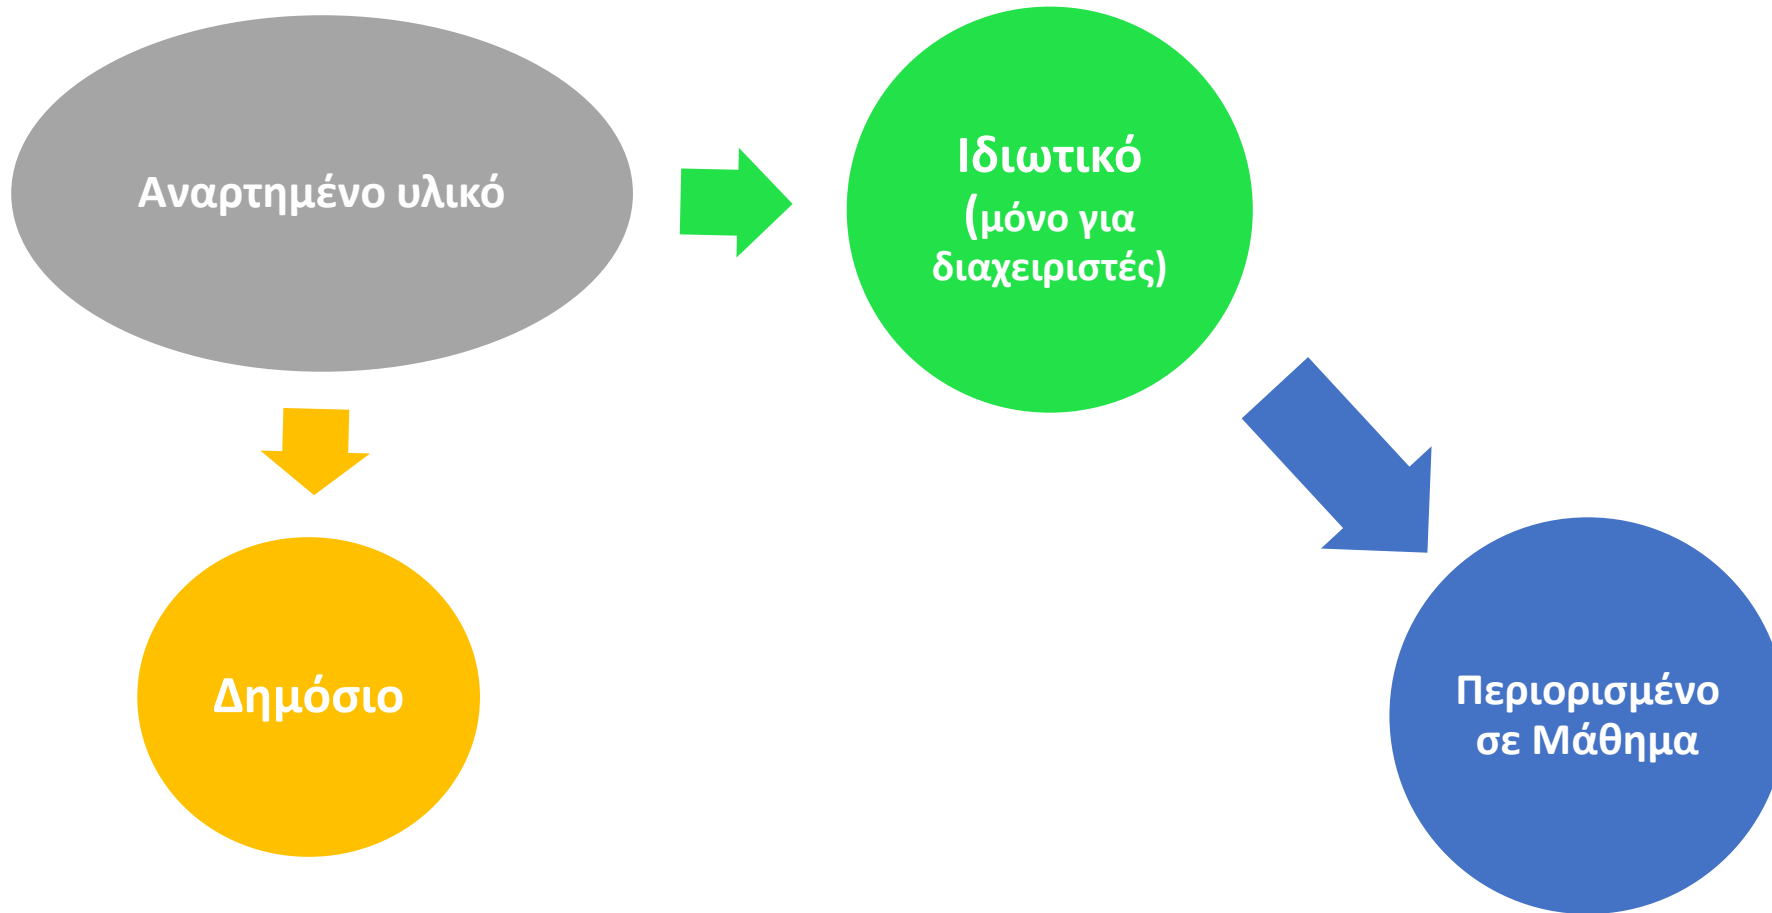 Αναρτημένο υλικό
Ιδιωτικό
(μόνο για
διαχειριστές)
Δημόσιο
Περιορισμένο
σε Μάθημα